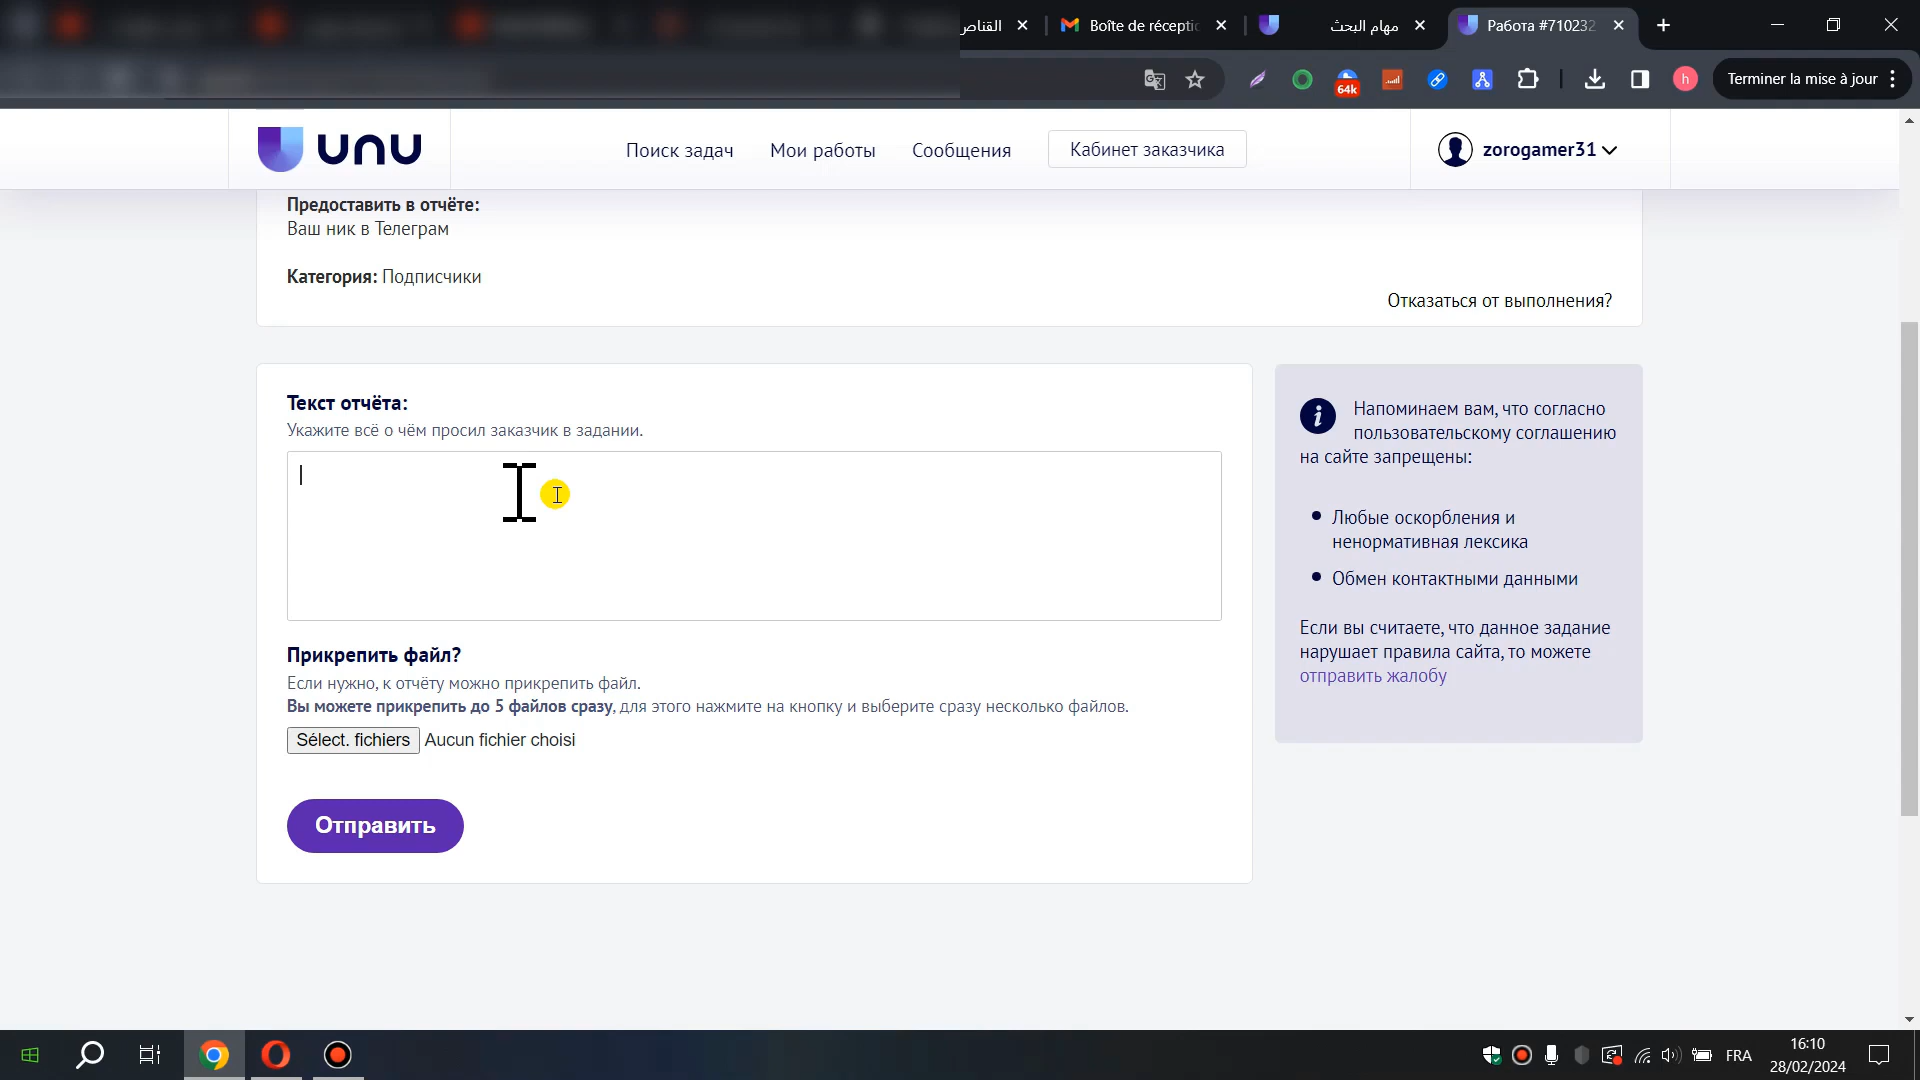 القناص
Boîte de réceptic
مهام البحث
Работа #710232
64k
h
Terminer la mise à jour
unu
Поиск задач
Мои работы
Сообщения
Кабинет заказчика
zorogamer31
Предоставить в отчёте:
Ваш ник в Телеграм
Категория: Подписчики
Отказаться от выполнения?
Текст отчёта:
Укажите всё о чём просил заказчик в задании.
Прикрепить файл?
Если нужно, к отчёту можно прикрепить файл.
Вы можете прикрепить до 5 файлов сразу, для этого нажмите на кнопку и выберите сразу несколько файлов.
Sélect. fichiers Aucun fichier choisi
Отправить
Напоминаем вам, что согласно
пользовательскому соглашению
на сайте запрещены:
Любые оскорбления и
ненормативная лексика
Обмен контактными данными
Если вы считаете, что данное задание
нарушает правила сайта, то можете
отправить жалобу
FRA
16:10
28/02/2024